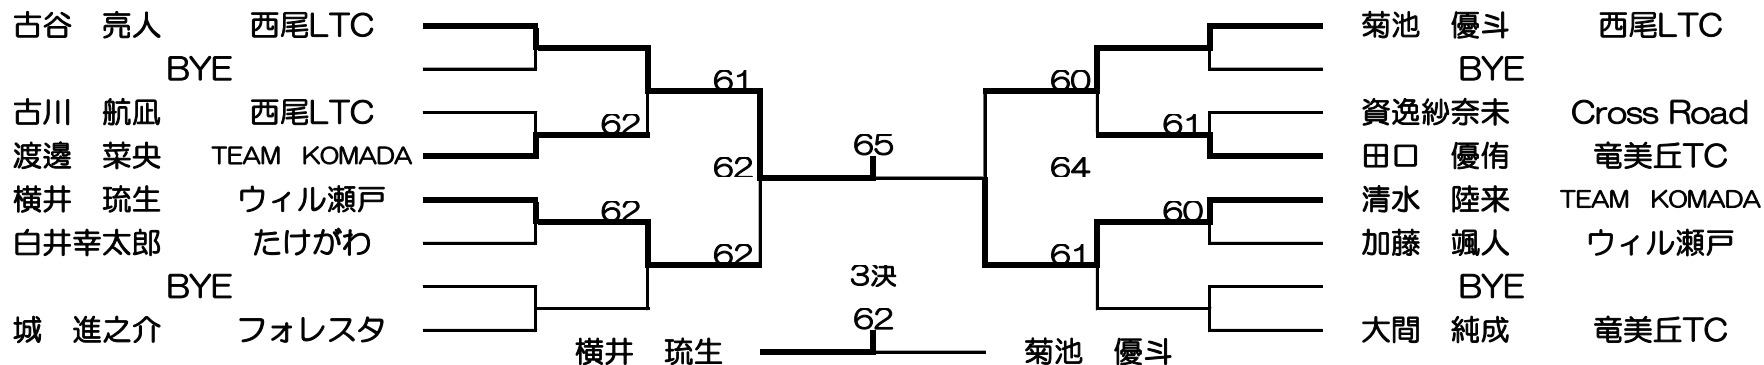 古谷　亮人　西尾LTC　菊池　優斗　西尾LTC
BYE　BYE
61　60
古川　航凪　西尾LTC　資逸紗奈未　Cross Road
62　61
65
渡邊　菜央　TEAM　KOMADA　田口　優侑　竜美丘TC
62　64
横井　琉生　ウィル瀬戸　清水　陸来　TEAM　KOMADA
62　60
白井幸太郎　たけがわ　加藤　颯人　ウィル瀬戸
62　61
3決
BYE　BYE
62
城　進之介　フォレスタ　大間　純成　竜美丘TC
横井　琉生　菊池　優斗